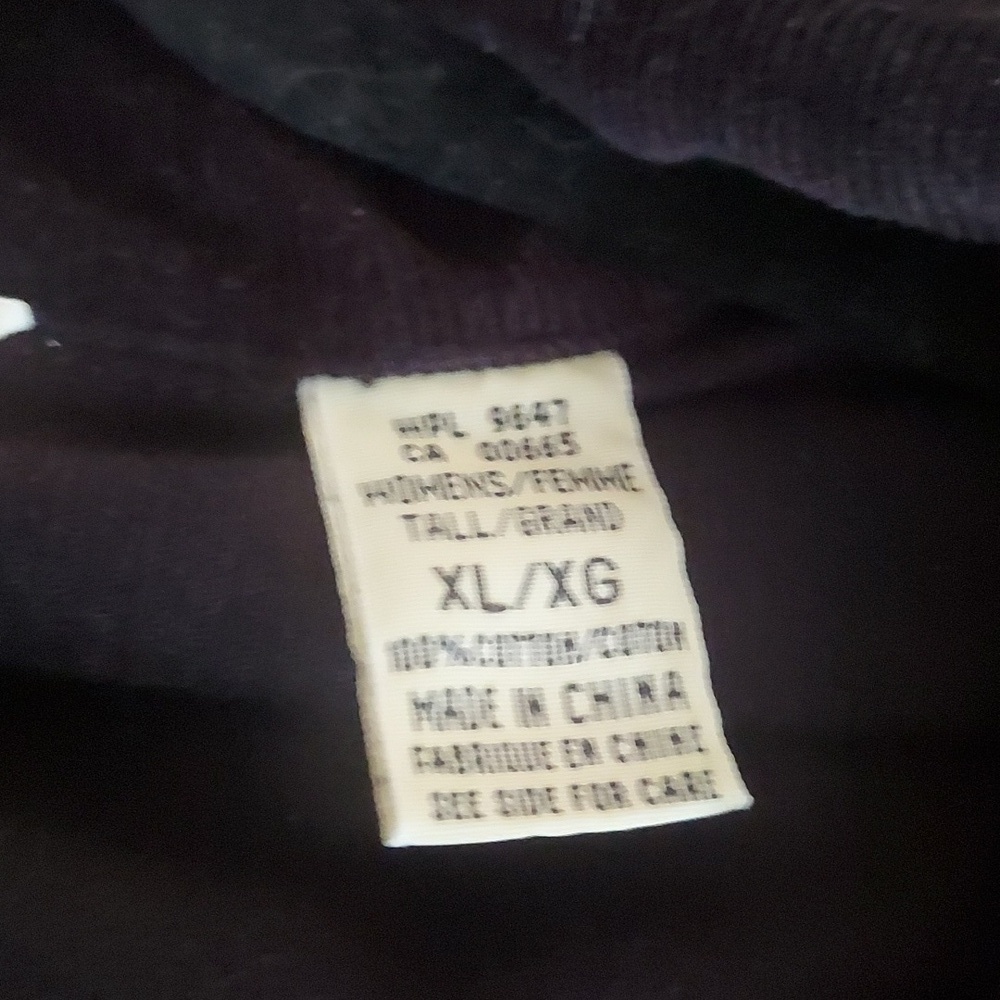 WPL 9647
CA 00665
WOMENS/FEMME
TALL/GRAND
XL/XG
100%COTTON/COTON
MADE IN CHINA
FABRIQUE EN CHINE
SEE SIDE FOR CARE